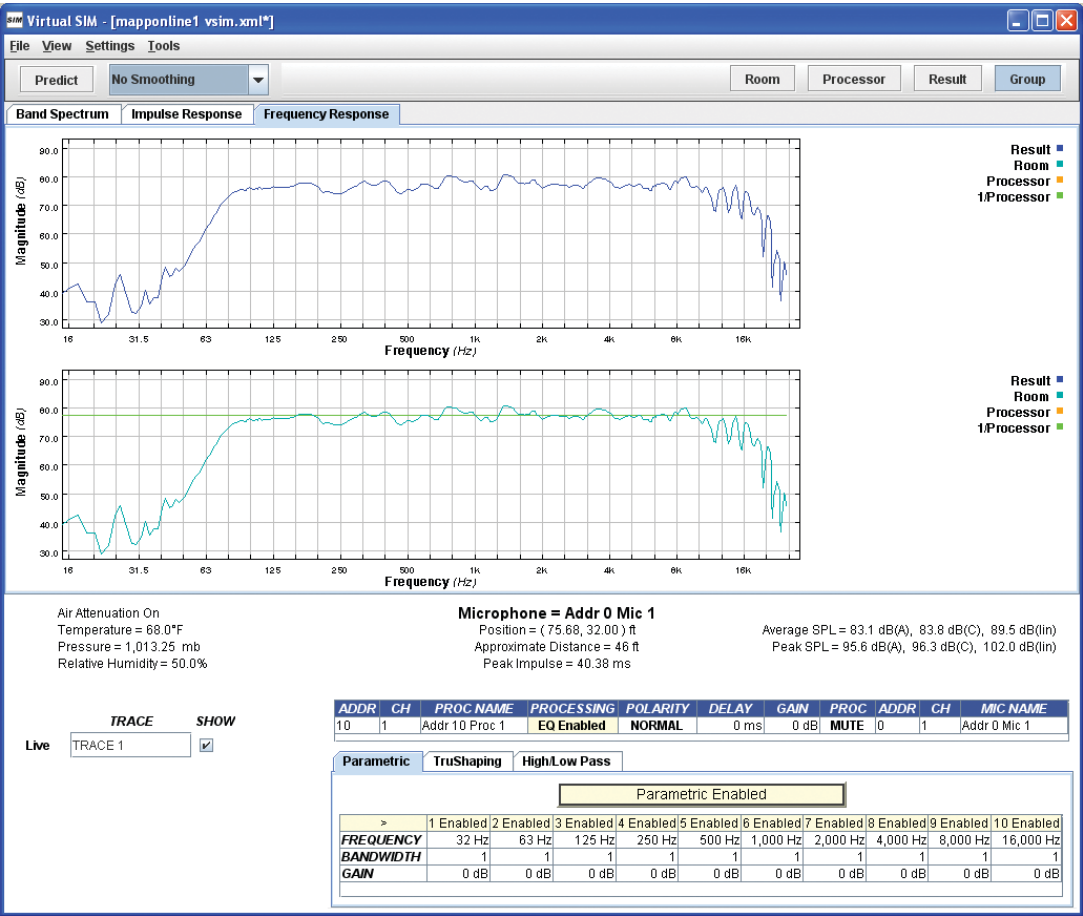 SIM Virtual SIM - [mapponline1 vsim.xml*]
File View Settings Tools
Predict No Smoothing Room Processor Result Group
Band Spectrum Impulse Response Frequency Response
Magnitude (dB)
90.0
80.0
70.0
60.0
50.0
40.0
30.0
16 31.5 63 125 250 500 1k 2k 4k 8k 16k
Frequency (Hz)
Result
Room
Processor
1/Processor
Magnitude (dB)
90.0
80.0
70.0
60.0
50.0
40.0
30.0
16 31.5 63 125 250 500 1k 2k 4k 8k 16k
Frequency (Hz)
Result
Room
Processor
1/Processor
Air Attenuation On
Temperature = 68.0°F
Pressure = 1,013.25 mb
Relative Humidity = 50.0%
Microphone = Addr 0 Mic 1
Position = ( 75.68, 32.00 ) ft
Approximate Distance = 46 ft
Peak Impulse = 40.38 ms
Average SPL = 83.1 dB(A), 83.8 dB(C), 89.5 dB(lin)
Peak SPL = 95.6 dB(A), 96.3 dB(C), 102.0 dB(lin)
TRACE SHOW
Live TRACE 1
ADDR CH PROC NAME PROCESSING POLARITY DELAY GAIN PROC ADDR CH MIC NAME
10 1 Addr 10 Proc 1 EQ Enabled NORMAL 0 ms 0 dB MUTE 0 1 Addr 0 Mic 1
Parametric TruShaping High/Low Pass
Parametric Enabled
> 1 Enabled 2 Enabled 3 Enabled 4 Enabled 5 Enabled 6 Enabled 7 Enabled 8 Enabled 9 Enabled 10 Enabled
FREQUENCY 32 Hz 63 Hz 125 Hz 250 Hz 500 Hz 1,000 Hz 2,000 Hz 4,000 Hz 8,000 Hz 16,000 Hz
BANDWIDTH 1 1 1 1 1 1 1 1 1 1
GAIN 0 dB 0 dB 0 dB 0 dB 0 dB 0 dB 0 dB 0 dB 0 dB 0 dB